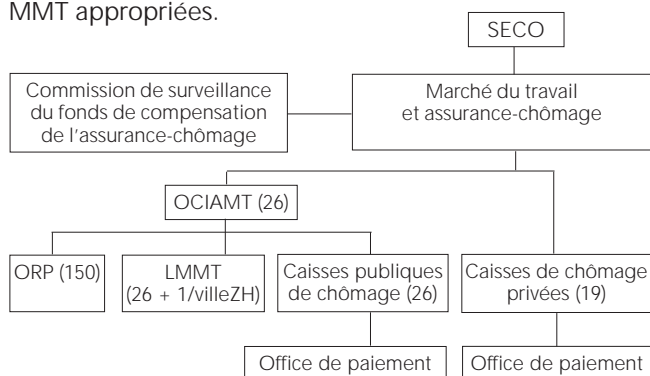 MMT appropriées.
SECO
Commission de surveillance
du fonds de compensation
de l'assurance-chômage
Marché du travail
et assurance-chômage
OCIAMT (26)
ORP (150)
LMMT
(26 + 1/villeZH)
Caisses publiques
de chômage (26)
Caisses de chômage
privées (19)
Office de paiement
Office de paiement